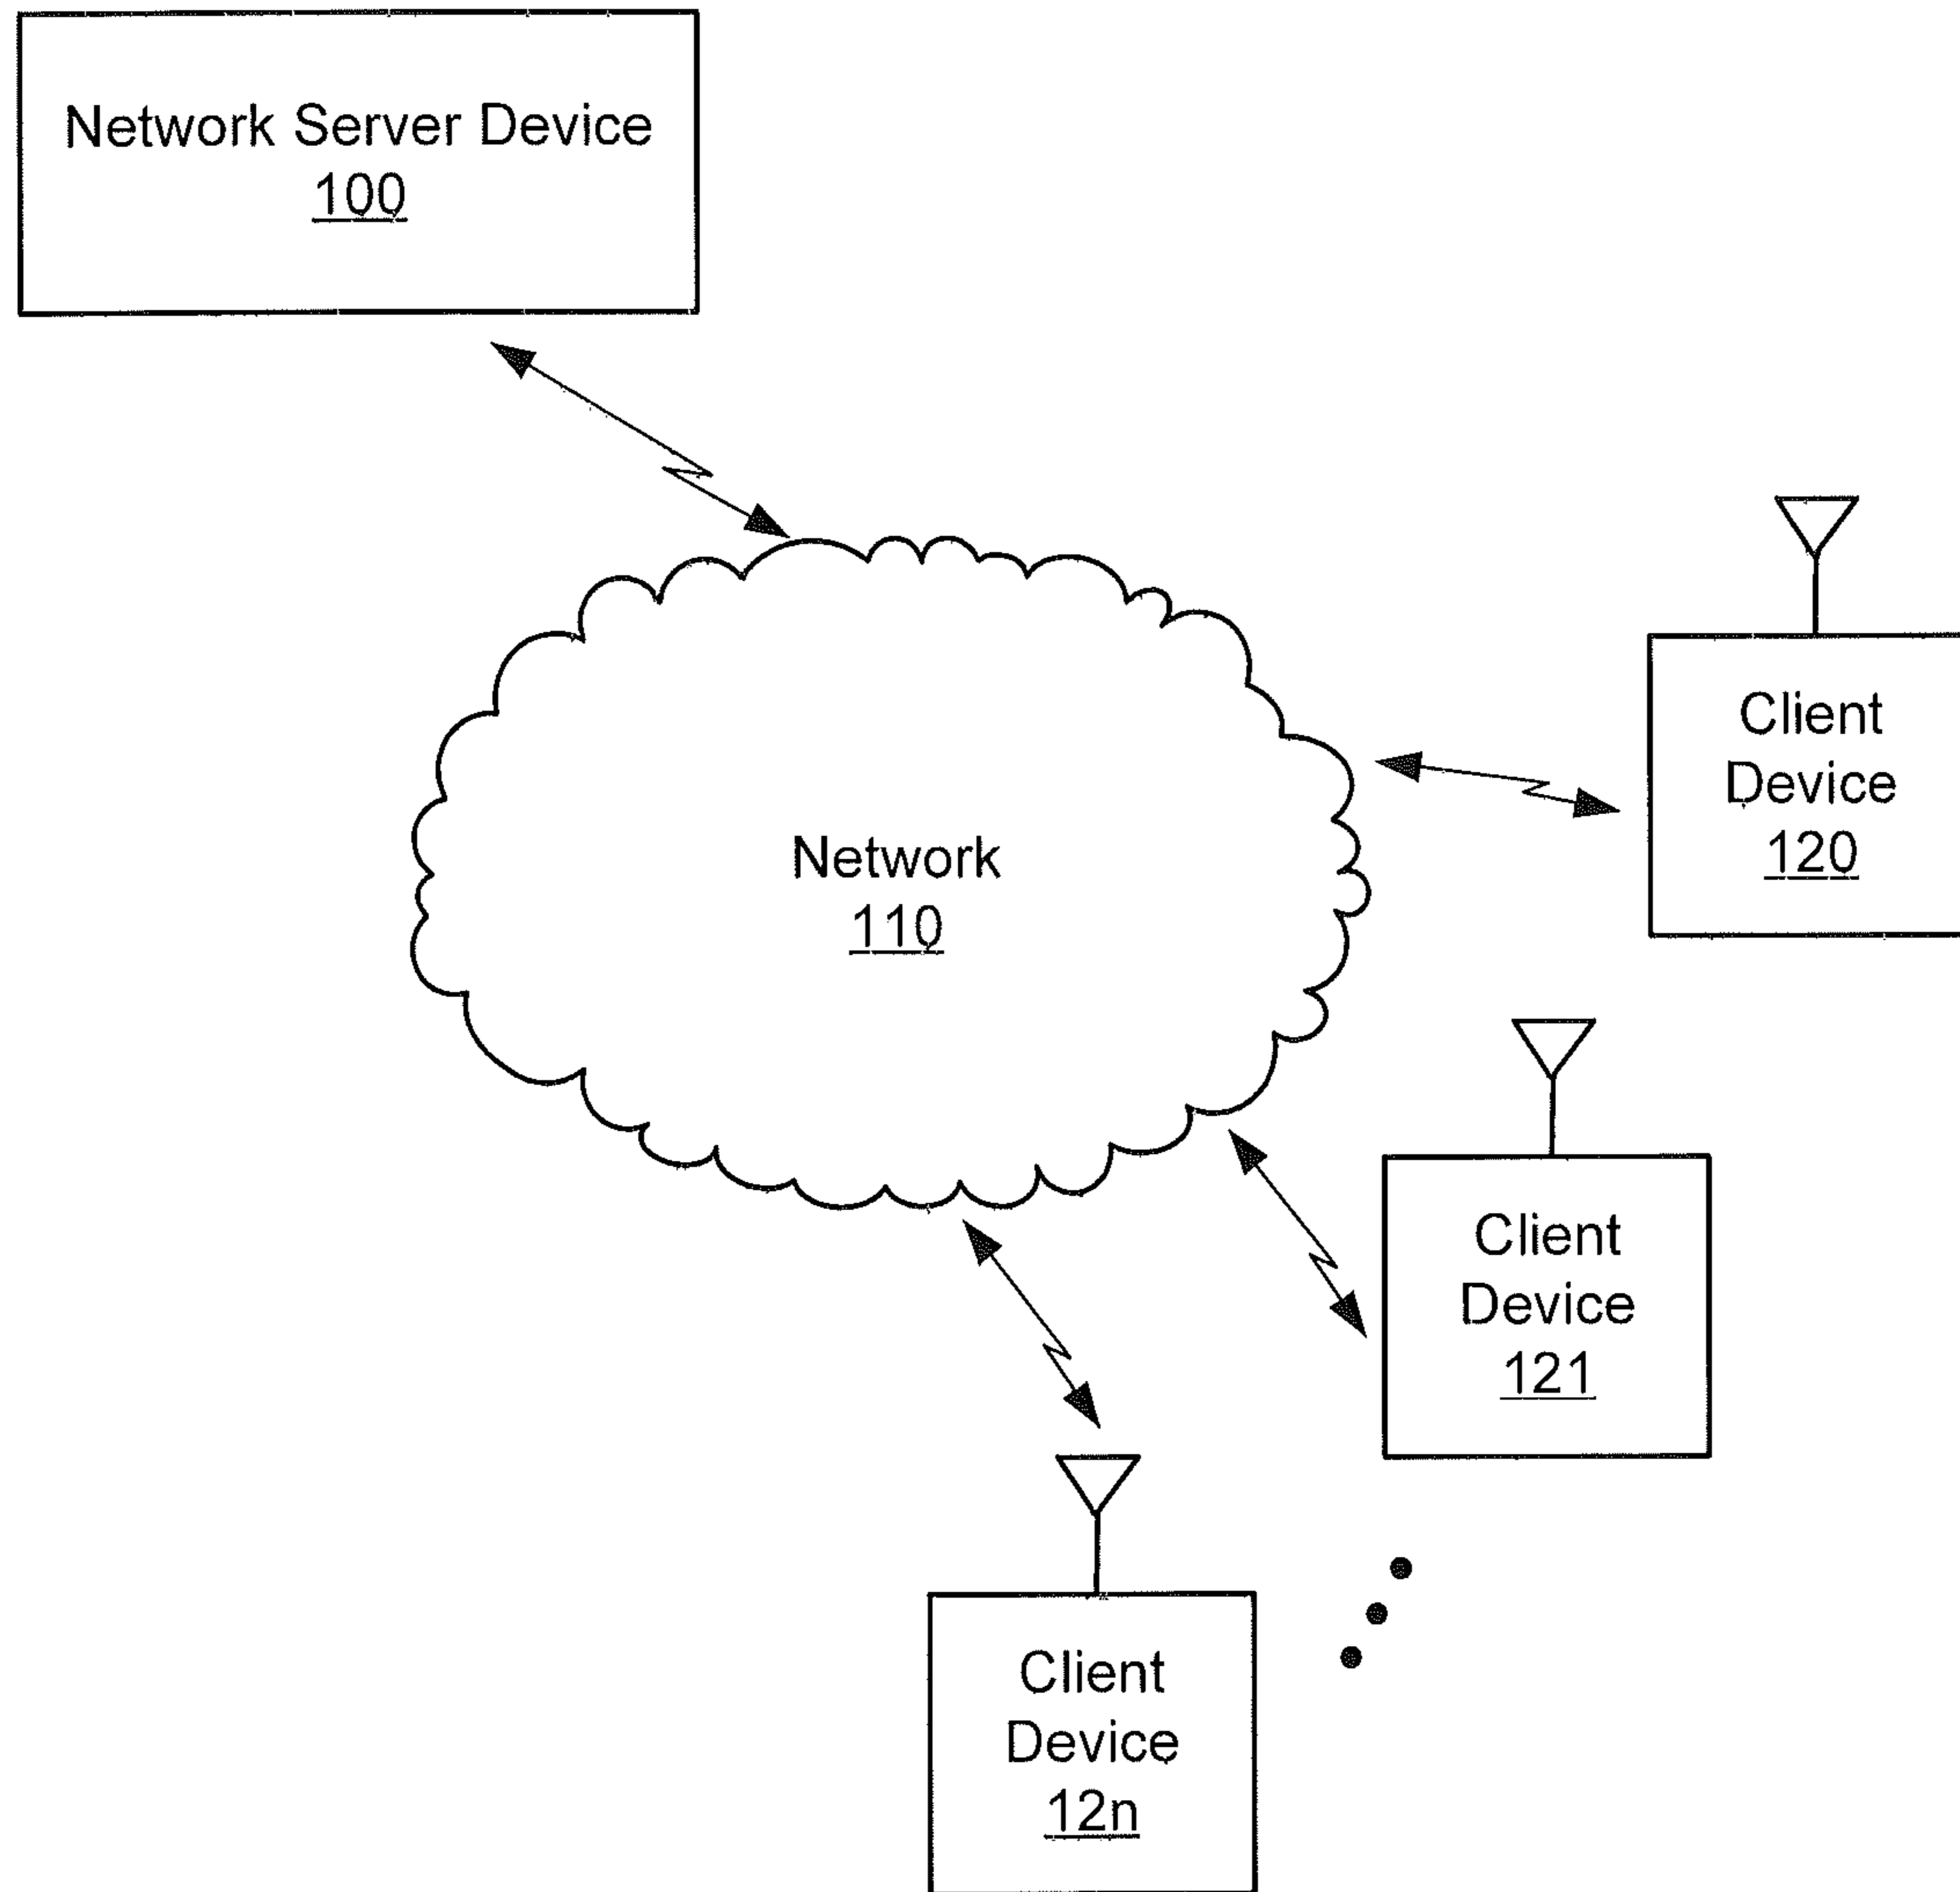 Network Server Device
100
Network
110
Client
Device
120
Client
Device
121
Client
Device
12n